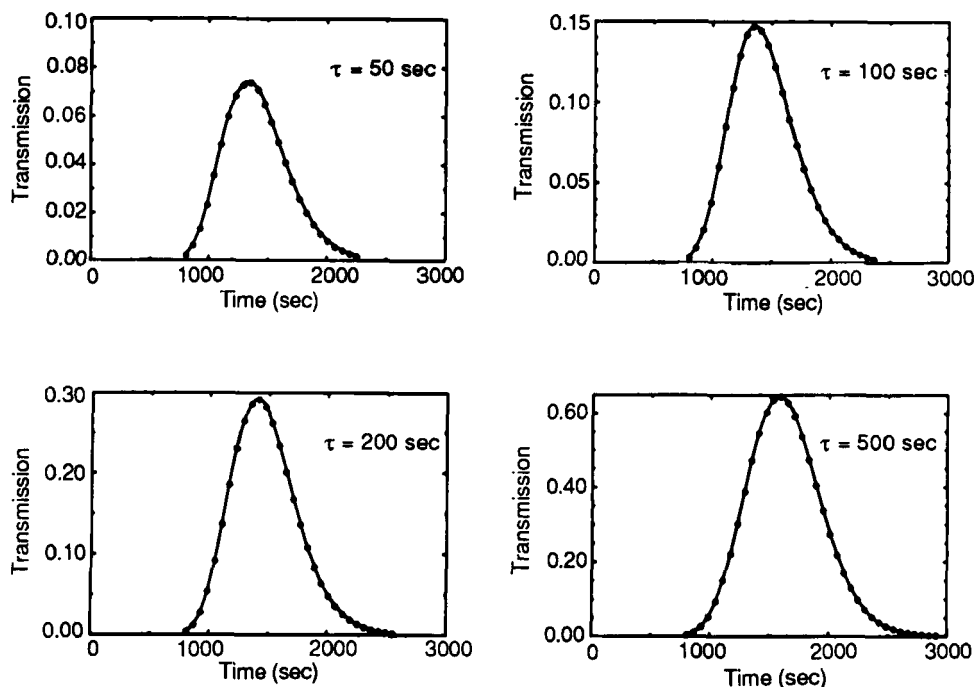 0.10
0.08
0.06
0.04
0.02
0.00
Transmission
τ = 50 sec
0 1000 2000 3000
Time (sec)
0.15
0.10
0.05
0.00
Transmission
τ = 100 sec
0 1000 2000 3000
Time (sec)
0.30
0.20
0.10
0.00
Transmission
τ = 200 sec
0 1000 2000 3000
Time (sec)
0.60
0.40
0.20
0.00
Transmission
τ = 500 sec
0 1000 2000 3000
Time (sec)